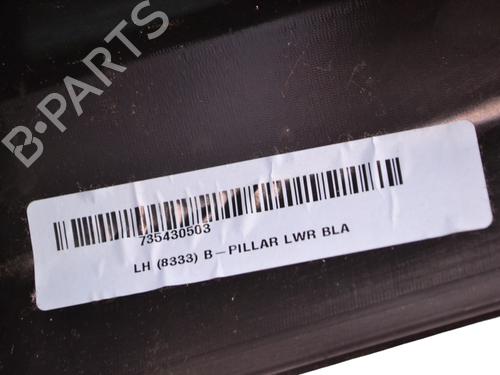 B-PARTS
735430503
LH (8333) B-PILLAR LWR BLA